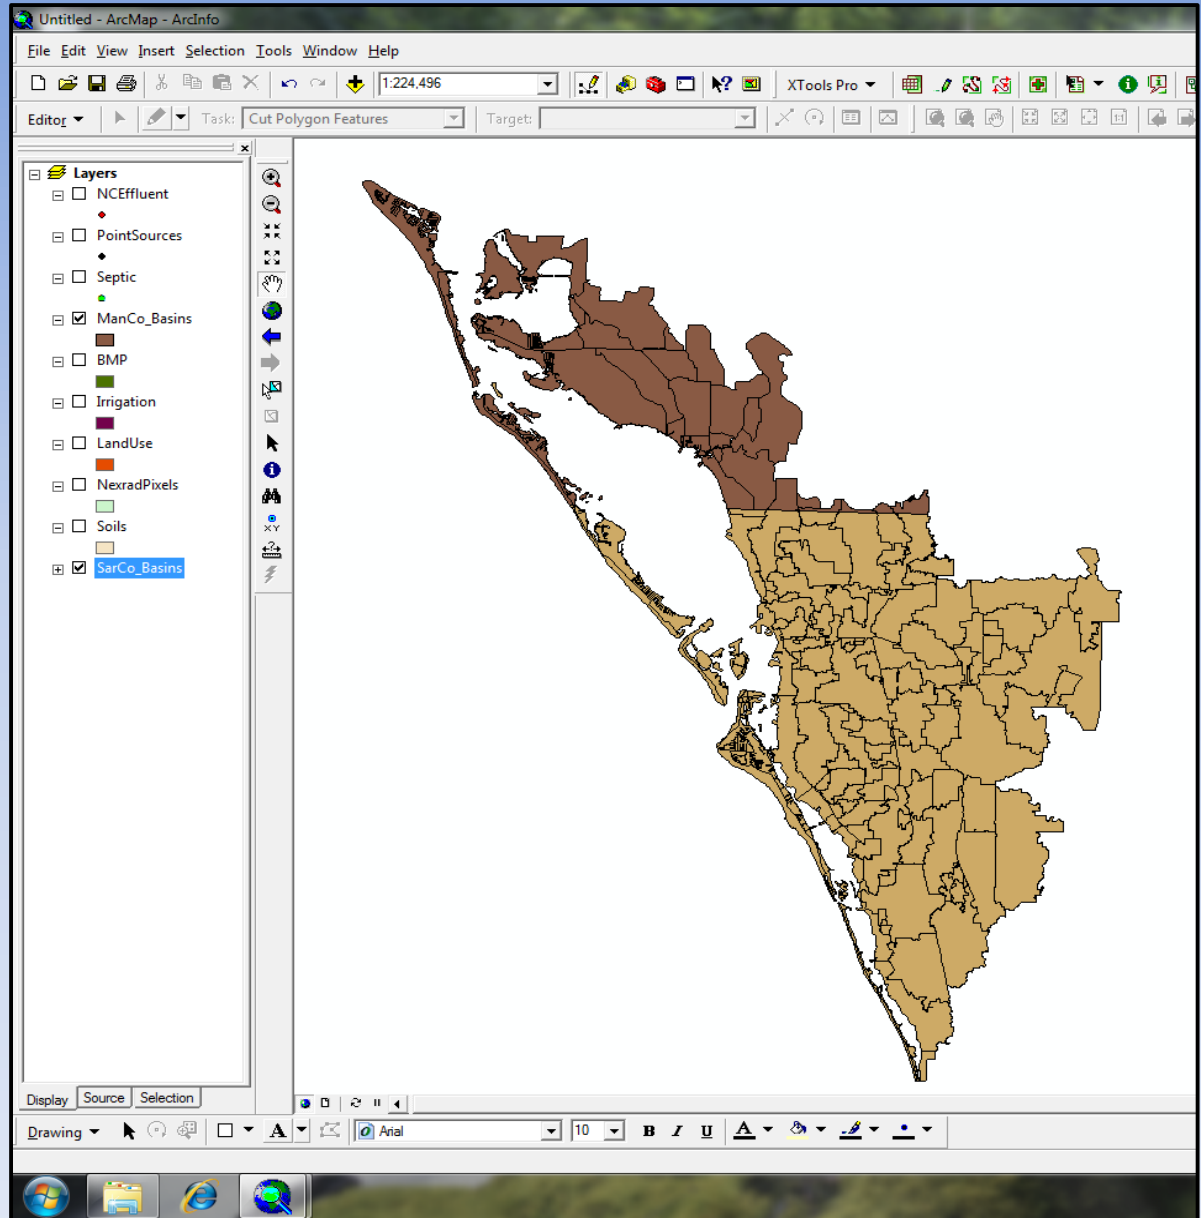 Untitled - ArcMap - ArcInfo
File Edit View Insert Selection Tools Window Help
1:224,496 XTools Pro
Editor Task: Cut Polygon Features Target:
Layers
NCEffluent
PointSources
Septic
ManCo_Basins
BMP
Irrigation
LandUse
NexradPixels
Soils
SarCo_Basins
Display Source Selection
Drawing A Arial 10 B I U A